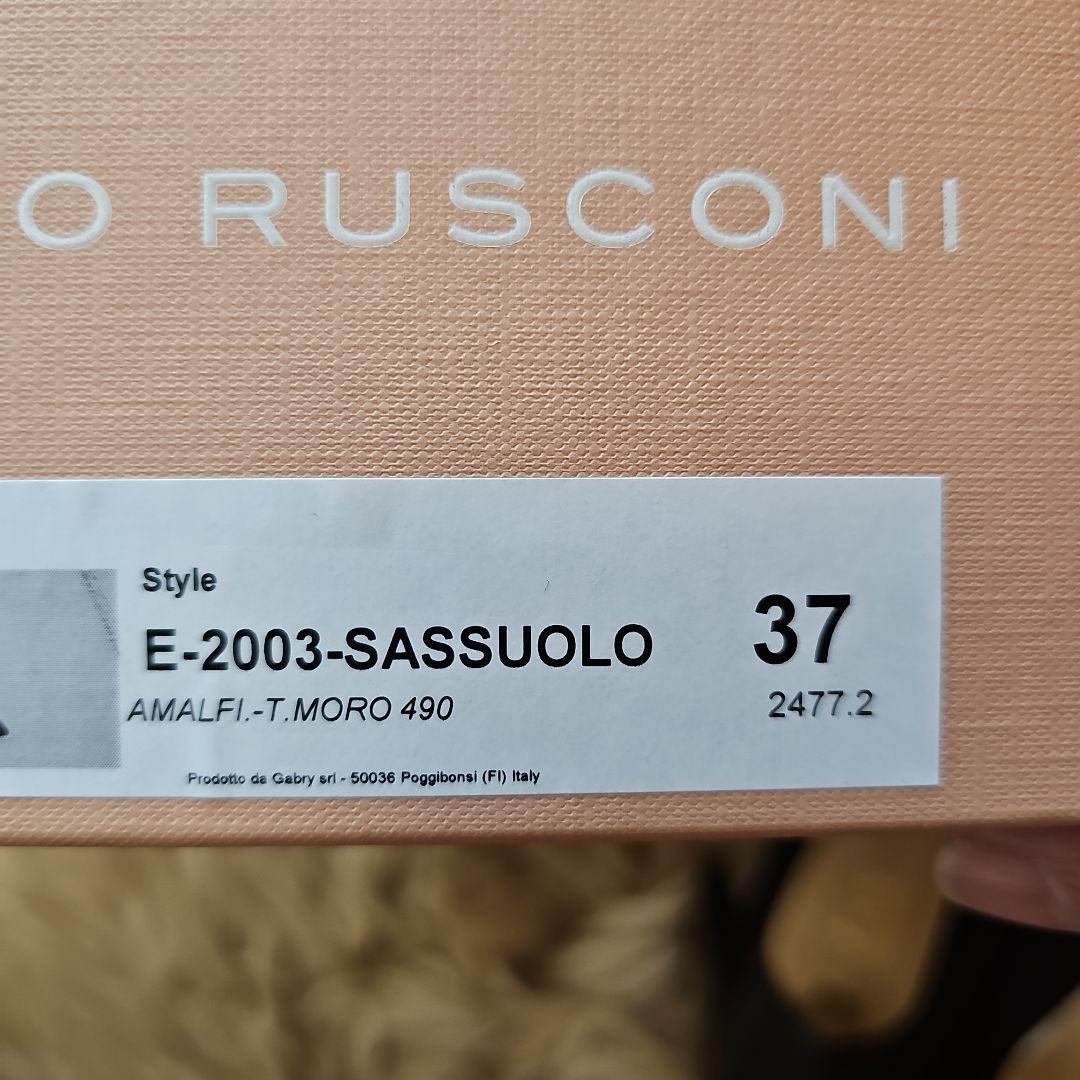 O RUSCONI
Style
E-2003-SASSUOLO
37
AMALFI.-T.MORO 490
2477.2
Prodotto da Gabry srl - 50036 Poggibonsi (FI) Italy